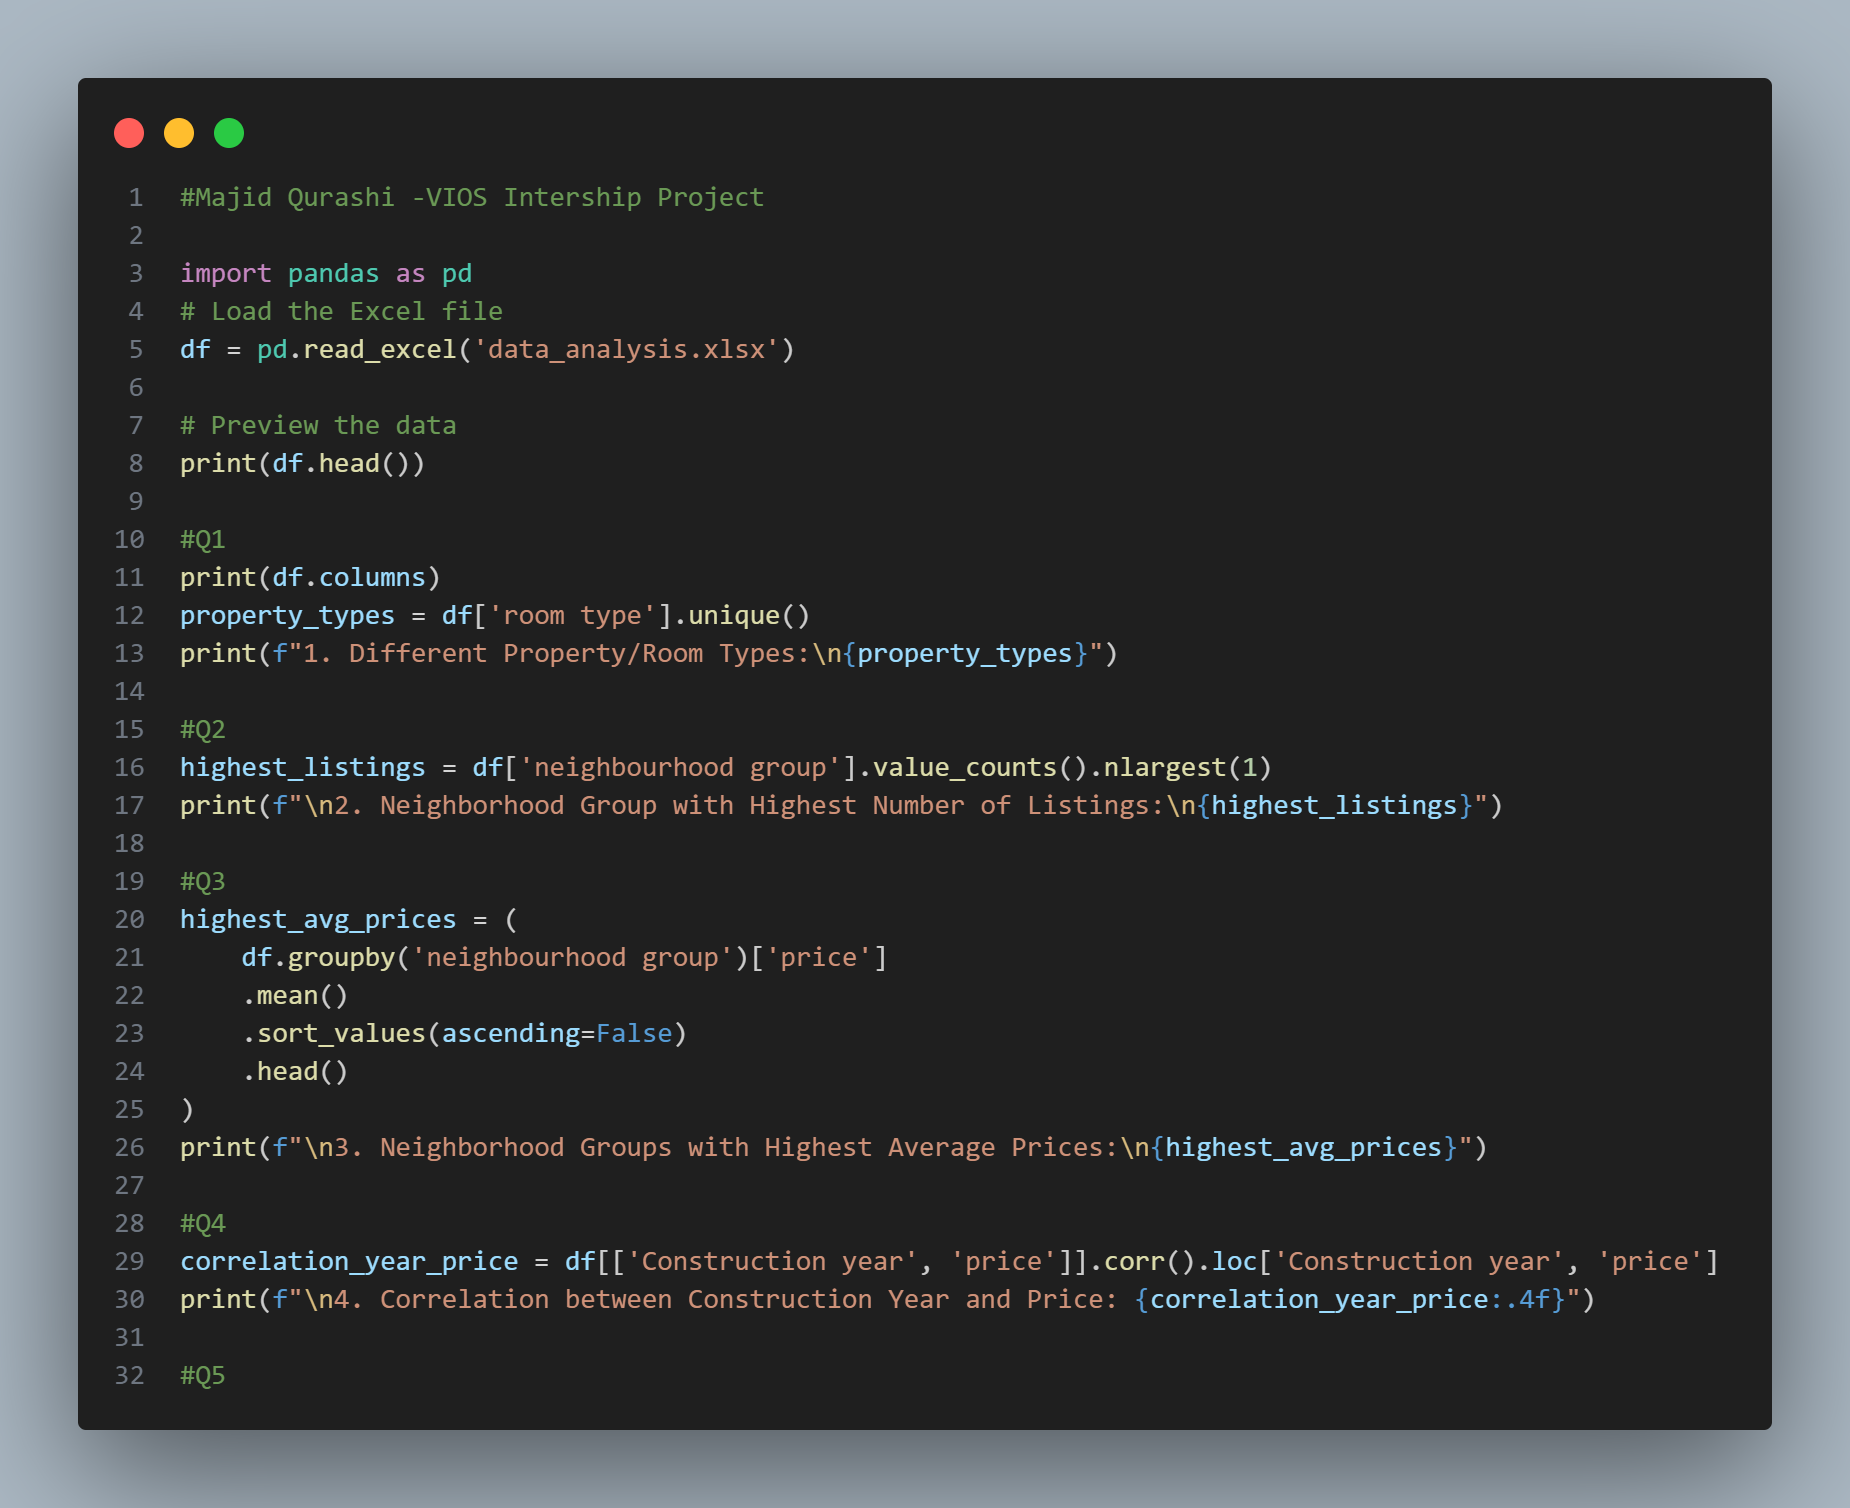 1 #Majid Qurashi -VIOS Intership Project
2
3 import pandas as pd
4 # Load the Excel file
5 df = pd.read_excel('data_analysis.xlsx')
6
7 # Preview the data
8 print(df.head())
9
10 #Q1
11 print(df.columns)
12 property_types = df['room type'].unique()
13 print(f"1. Different Property/Room Types:\n{property_types}")
14
15 #Q2
16 highest_listings = df['neighbourhood group'].value_counts().nlargest(1)
17 print(f"\n2. Neighborhood Group with Highest Number of Listings:\n{highest_listings}")
18
19 #Q3
20 highest_avg_prices = (
21     df.groupby('neighbourhood group')['price']
22     .mean()
23     .sort_values(ascending=False)
24     .head()
25 )
26 print(f"\n3. Neighborhood Groups with Highest Average Prices:\n{highest_avg_prices}")
27
28 #Q4
29 correlation_year_price = df[['Construction year', 'price']].corr().loc['Construction year', 'price']
30 print(f"\n4. Correlation between Construction Year and Price: {correlation_year_price:.4f}")
31
32 #Q5